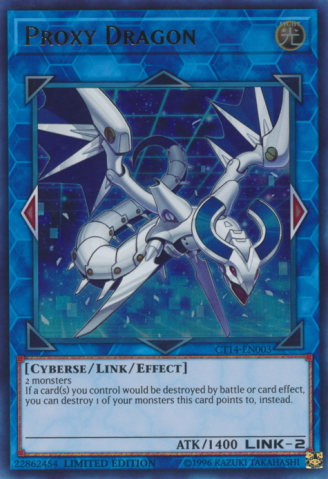 PROXY DRAGON
光
CT14-EN003
[CYBERSE/LINK/EFFECT]
2 monsters
If a card(s) you control would be destroyed by battle or card effect,
you can destroy 1 of your monsters this card points to, instead.
ATK/1400 LINK-2
22862454 LIMITED EDITION ©1996 KAZUKI TAKAHASHI